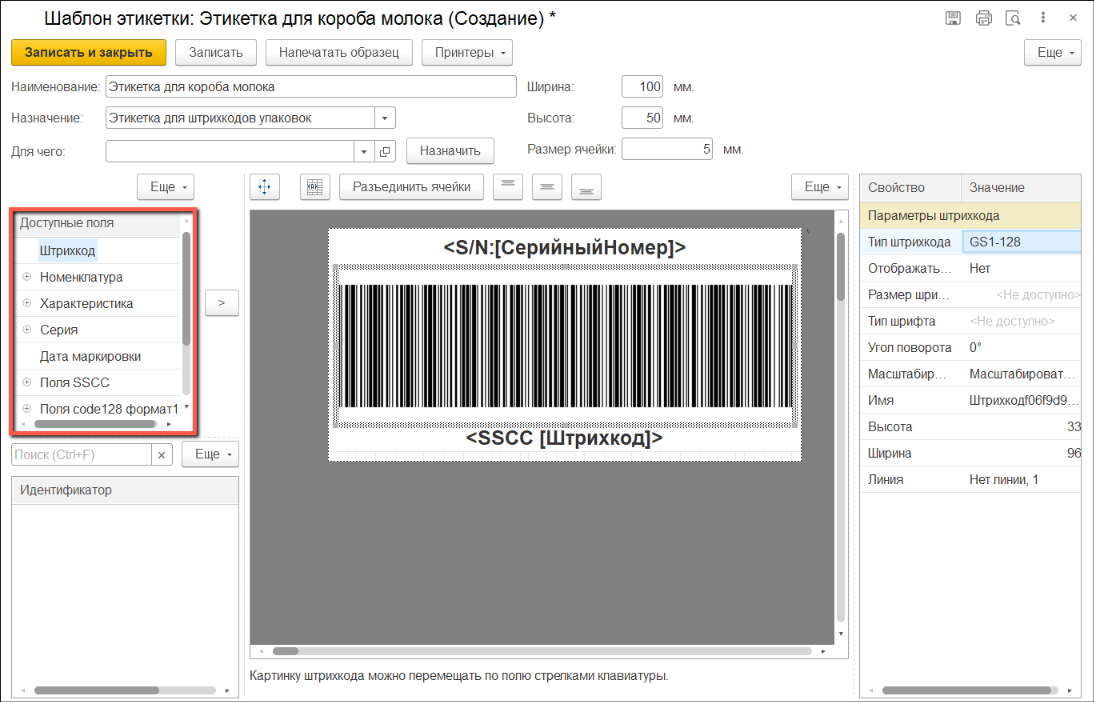 Шаблон этикетки: Этикетка для короба молока (Создание) *
Записать и закрыть
Записать
Напечатать образец
Принтеры
Еще
Наименование: Этикетка для короба молока
Ширина: 100 мм.
Назначение: Этикетка для штрихкодов упаковок
Высота: 50 мм.
Для чего:
Назначить
Размер ячейки: 5 мм.
Еще
Разъединить ячейки
Еще
Доступные поля
Штрихкод
Номенклатура
Характеристика
Серия
Дата маркировки
Поля SSCC
Поля code128 формат1
>
Поиск (Ctrl+F)
×
Еще
Идентификатор
<S/N:[СерийныйНомер]>
<SSCC [Штрихкод]>
Картинку штрихкода можно перемещать по полю стрелками клавиатуры.
Свойство Значение
Параметры штрихкода
Тип штрихкода GS1-128
Отображать... Нет
Размер шри... <Не доступно>
Тип шрифта <Не доступно>
Угол поворота 0°
Масштабир... Масштабироват...
Имя Штрихкодf06f9d9...
Высота 33
Ширина 96
Линия Нет линии, 1